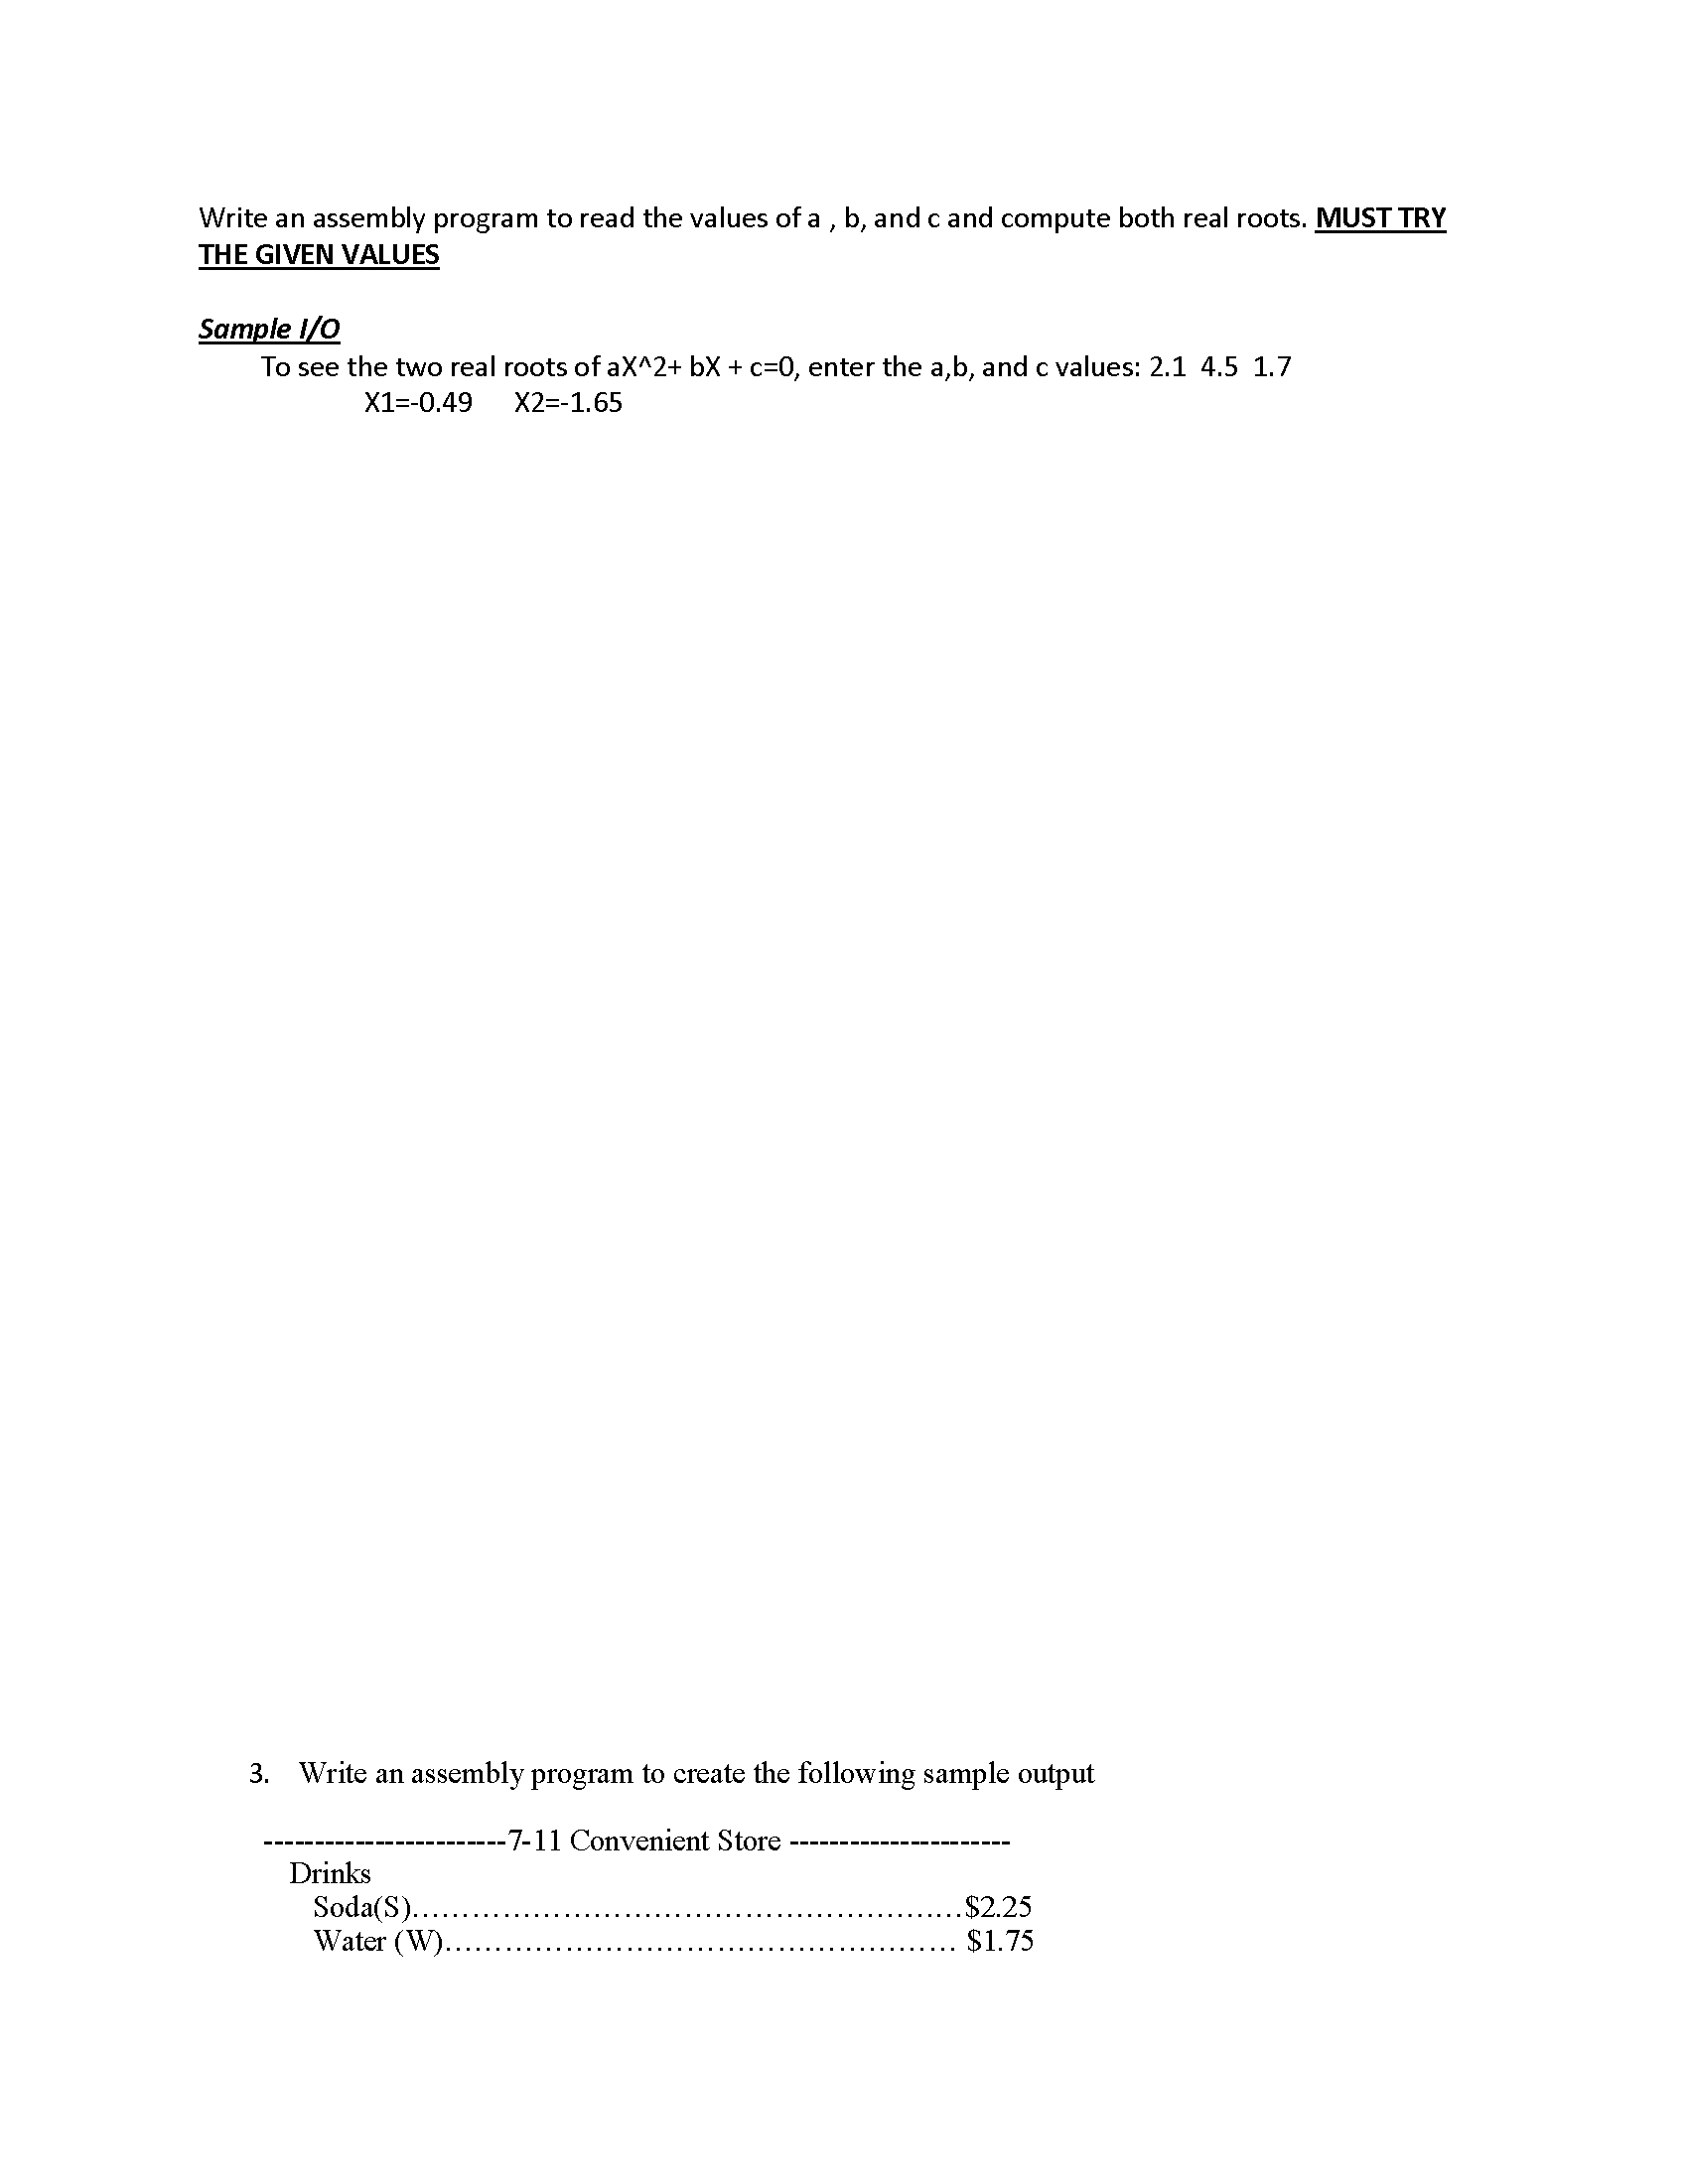 Write an assembly program to read the values of a , b, and c and compute both real roots. MUST TRY
THE GIVEN VALUES
Sample I/O
To see the two real roots of aX^2+ bX + c=0, enter the a,b, and c values: 2.1 4.5 1.7
X1=-0.49 X2=-1.65
3. Write an assembly program to create the following sample output
------------------------7-11 Convenient Store ----------------------
Drinks
Soda(S)……………………………………………….$2.25
Water (W)…………………………………………… $1.75